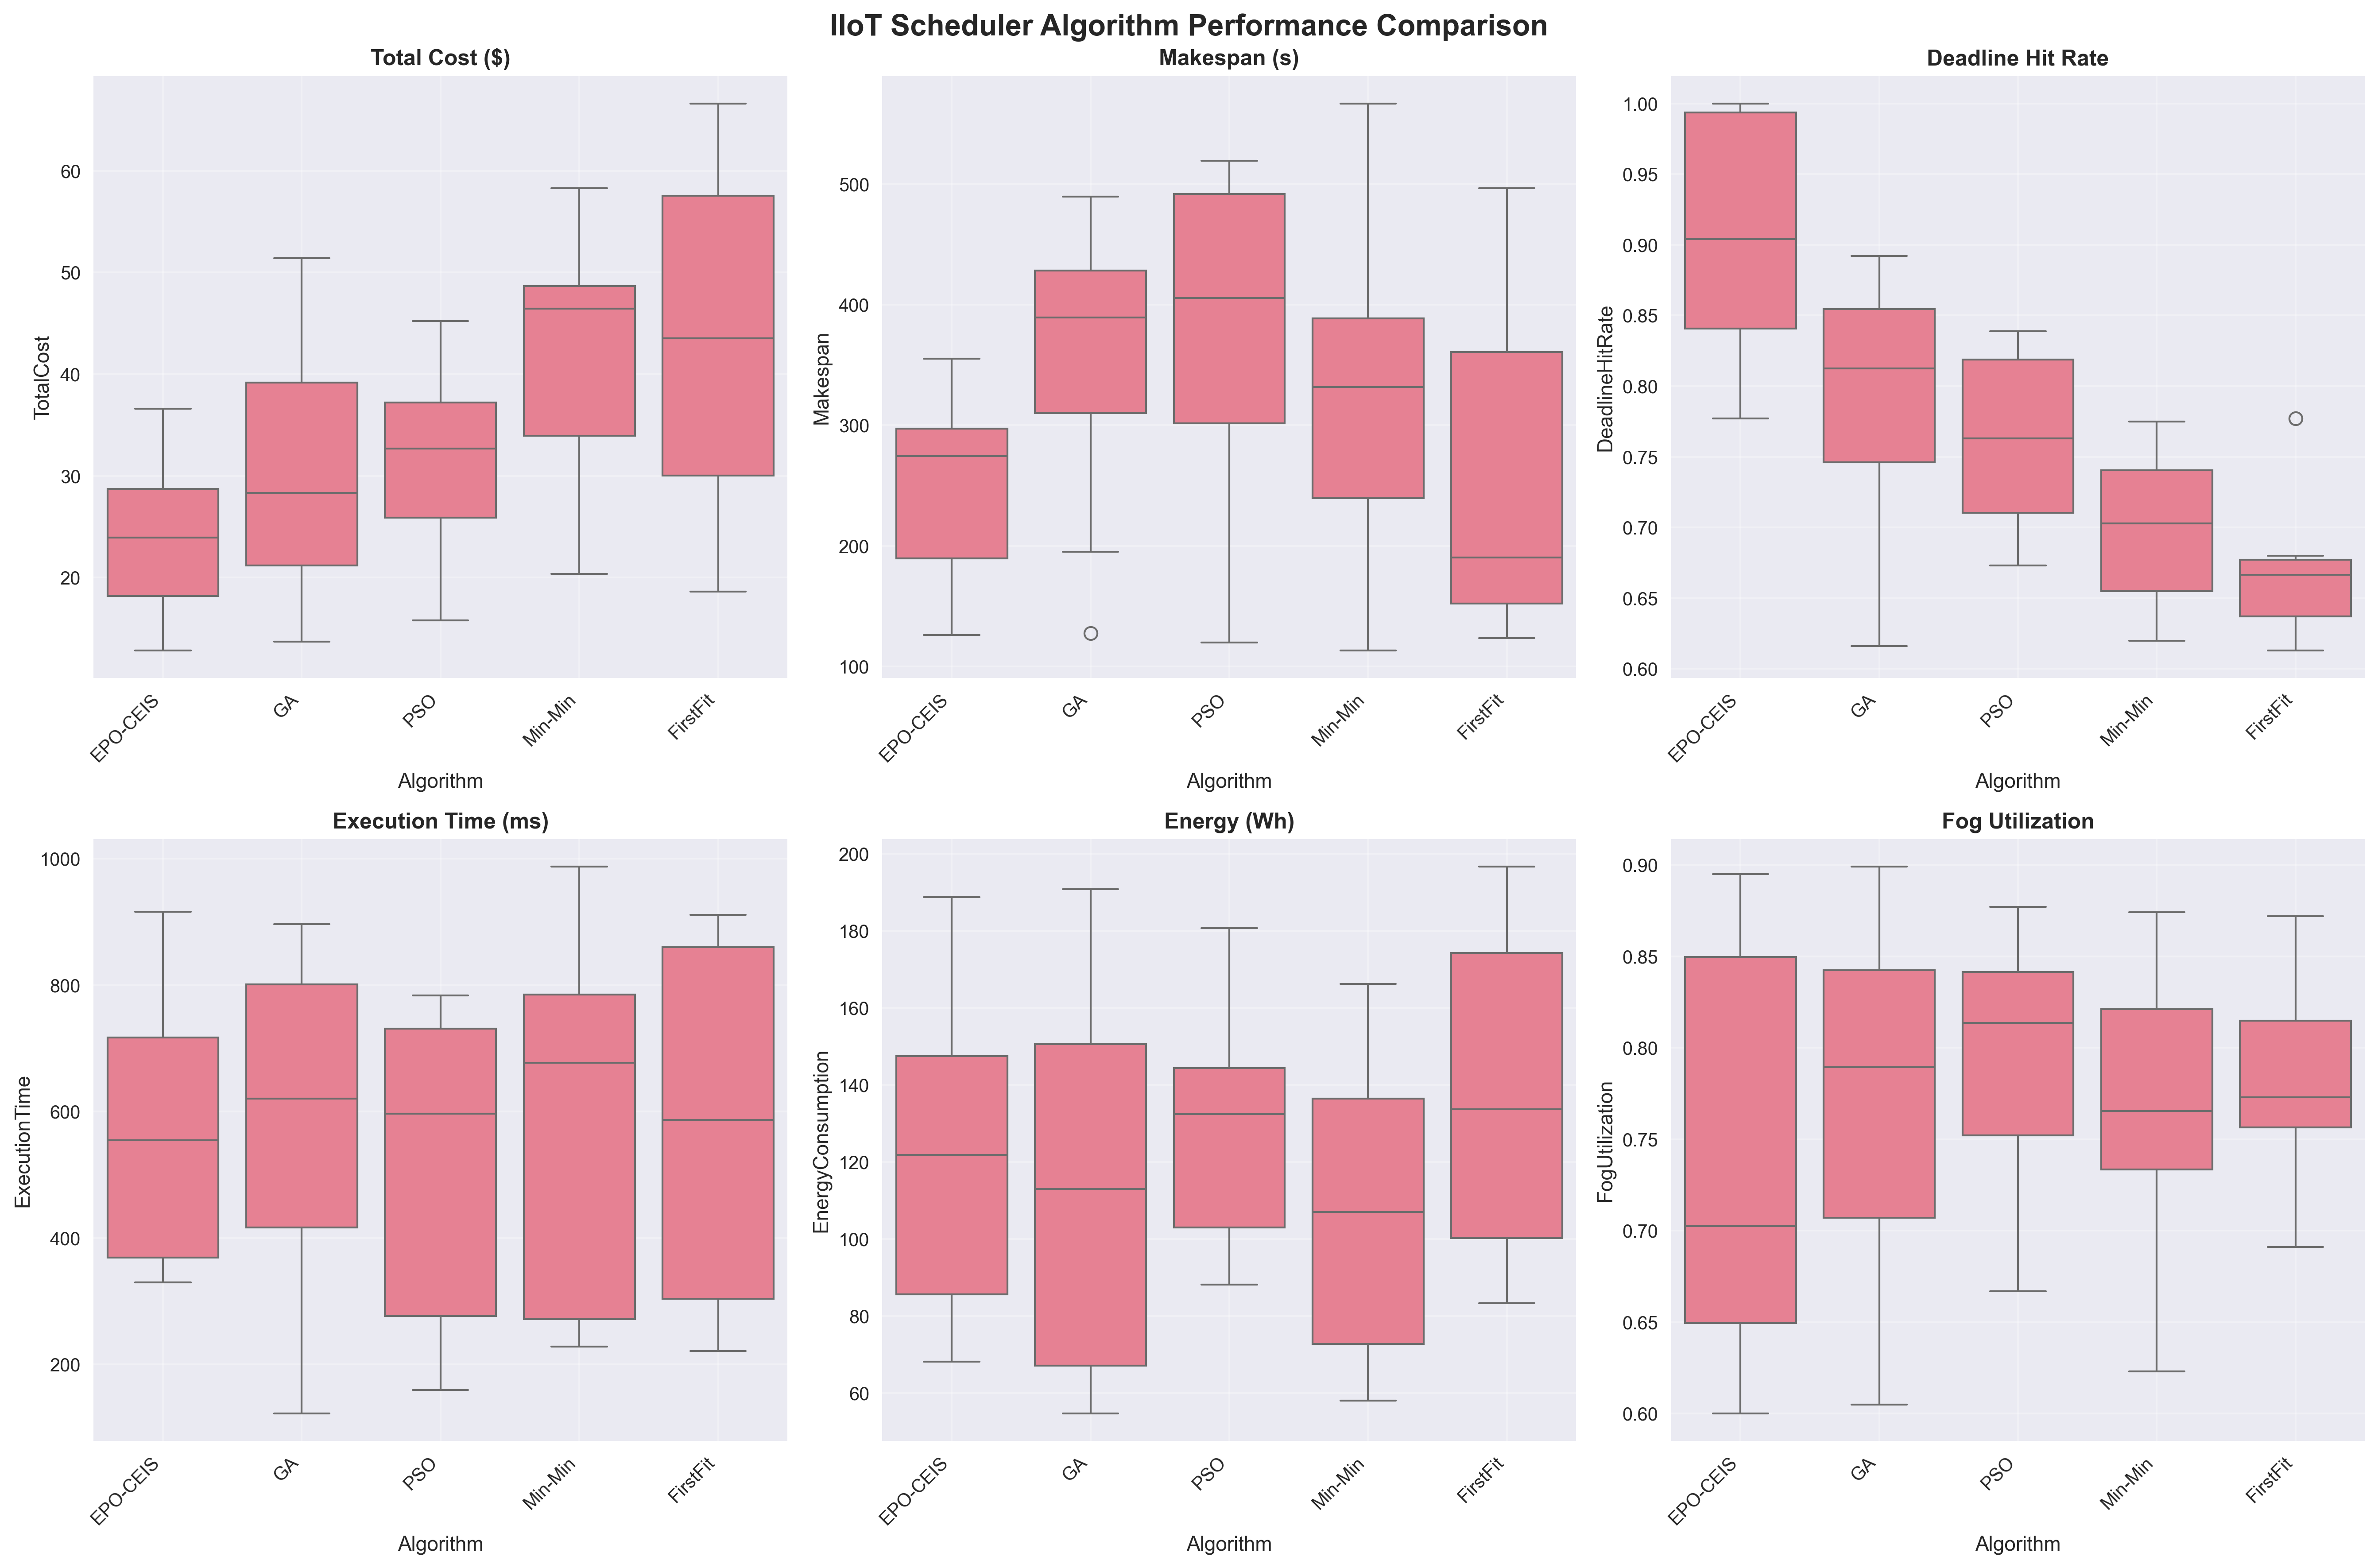 IIoT Scheduler Algorithm Performance Comparison
Total Cost ($)
TotalCost
60
50
40
30
20
EPO-CEIS
GA
PSO
Min-Min
FirstFit
Algorithm
Makespan (s)
Makespan
500
400
300
200
100
EPO-CEIS
GA
PSO
Min-Min
FirstFit
Algorithm
Deadline Hit Rate
DeadlineHitRate
1.00
0.95
0.90
0.85
0.80
0.75
0.70
0.65
0.60
EPO-CEIS
GA
PSO
Min-Min
FirstFit
Algorithm
Execution Time (ms)
ExecutionTime
1000
800
600
400
200
EPO-CEIS
GA
PSO
Min-Min
FirstFit
Algorithm
Energy (Wh)
EnergyConsumption
200
180
160
140
120
100
80
60
EPO-CEIS
GA
PSO
Min-Min
FirstFit
Algorithm
Fog Utilization
FogUtilization
0.90
0.85
0.80
0.75
0.70
0.65
0.60
EPO-CEIS
GA
PSO
Min-Min
FirstFit
Algorithm